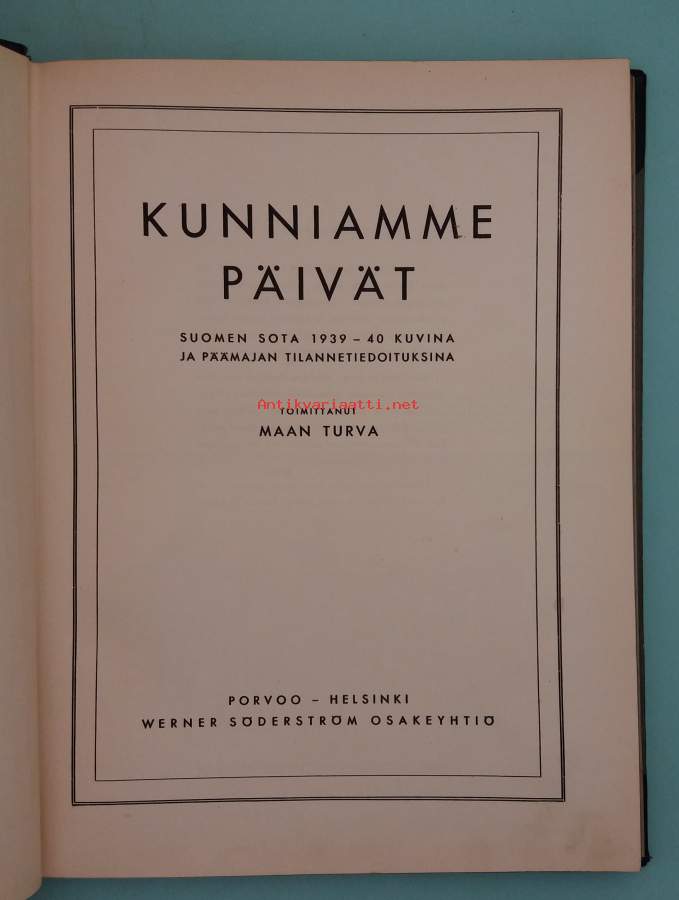 KUNNIAMME
PÄIVÄT
SUOMEN SOTA 1939 – 40 KUVINA
JA PÄÄMAJAN TILANNETIEDOITUKSINA
Antikvariaatti.net
TOIMITTANUT
MAAN TURVA
PORVOO – HELSINKI
WERNER SÖDERSTRÖM OSAKEYHTIÖ